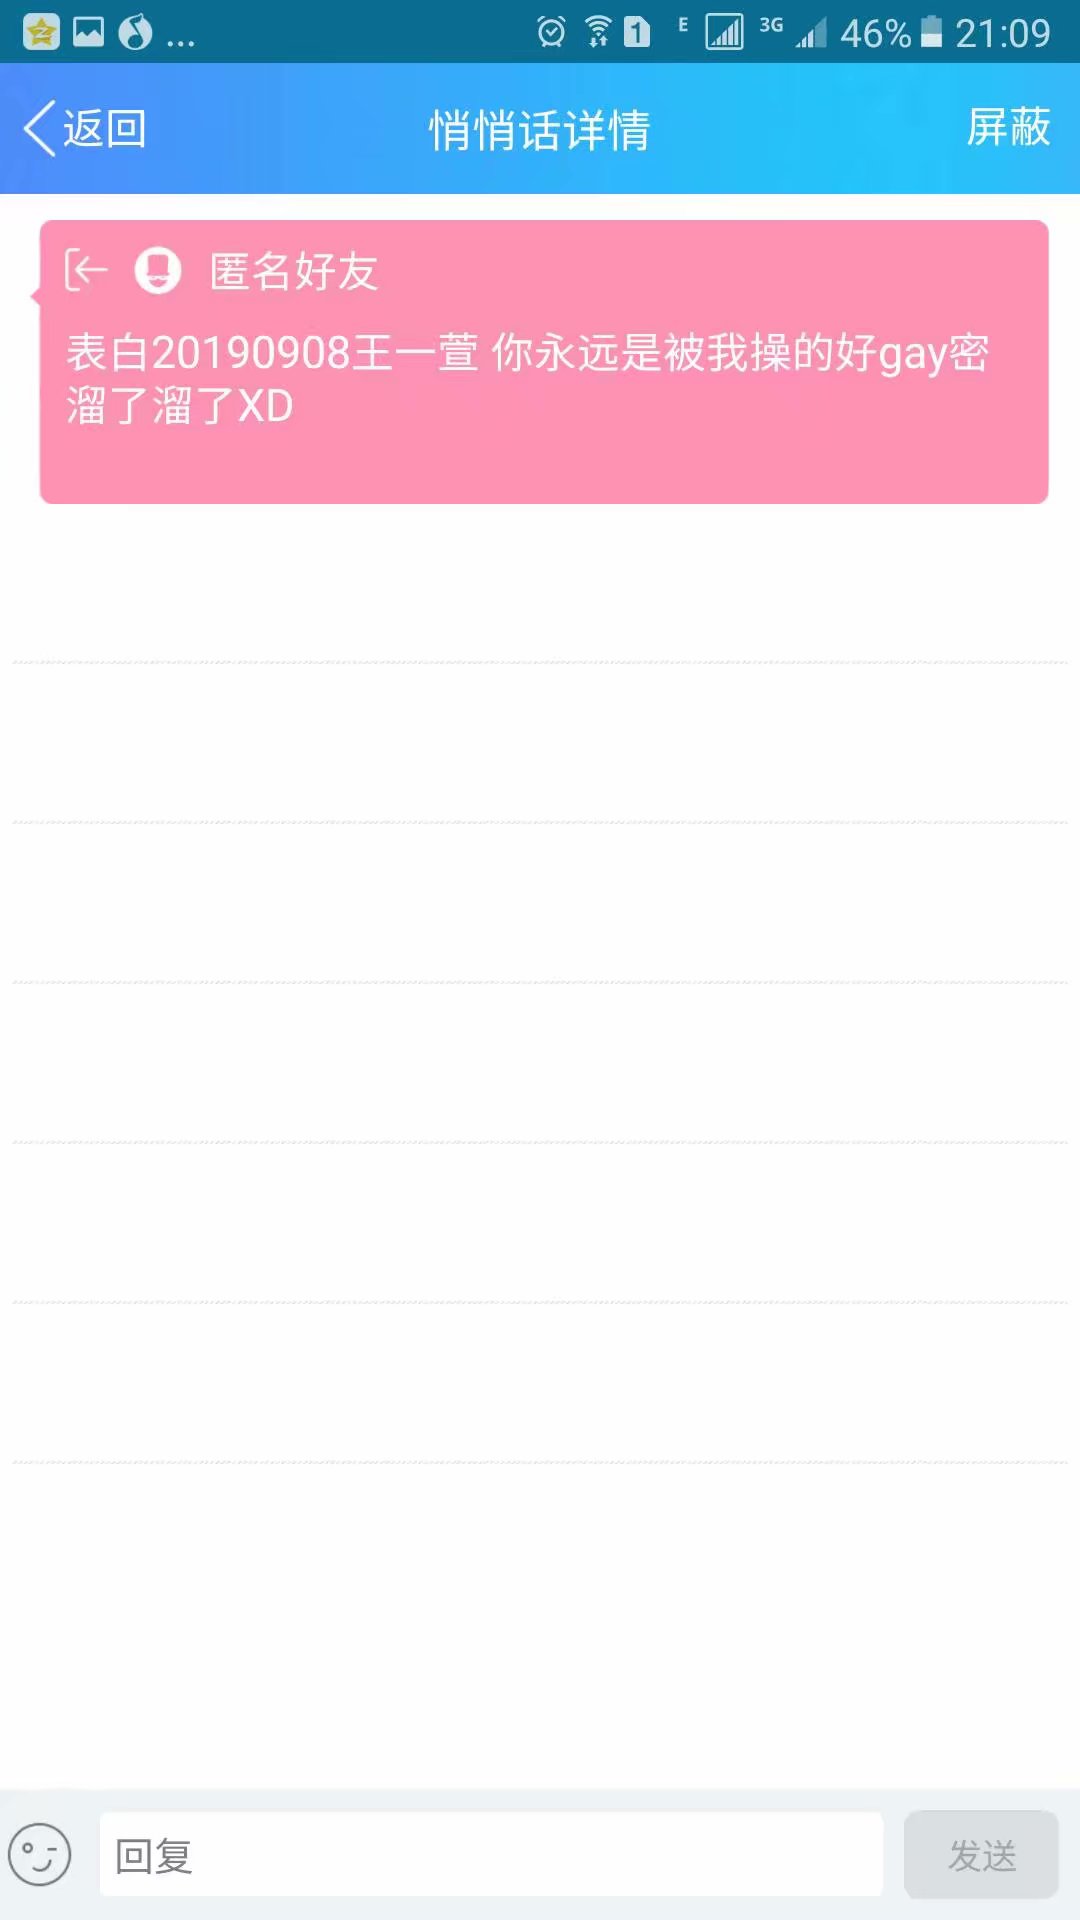 ... 1 E 3G 46% 21:09
返回 悄悄话详情 屏蔽
匿名好友
表白20190908王一萱 你永远是被我操的好gay密
溜了溜了XD
回复 发送